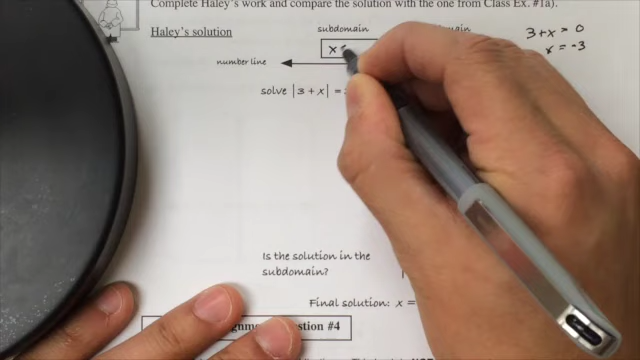 Complete Haley's work and compare the solution with the one from Class Ex. #1a).
Haley's solution
subdomain
3 + x = 0
x = -3
x
number line
solve |3 + x| =
Is the solution in the
subdomain?
Final solution: x =
Question #4